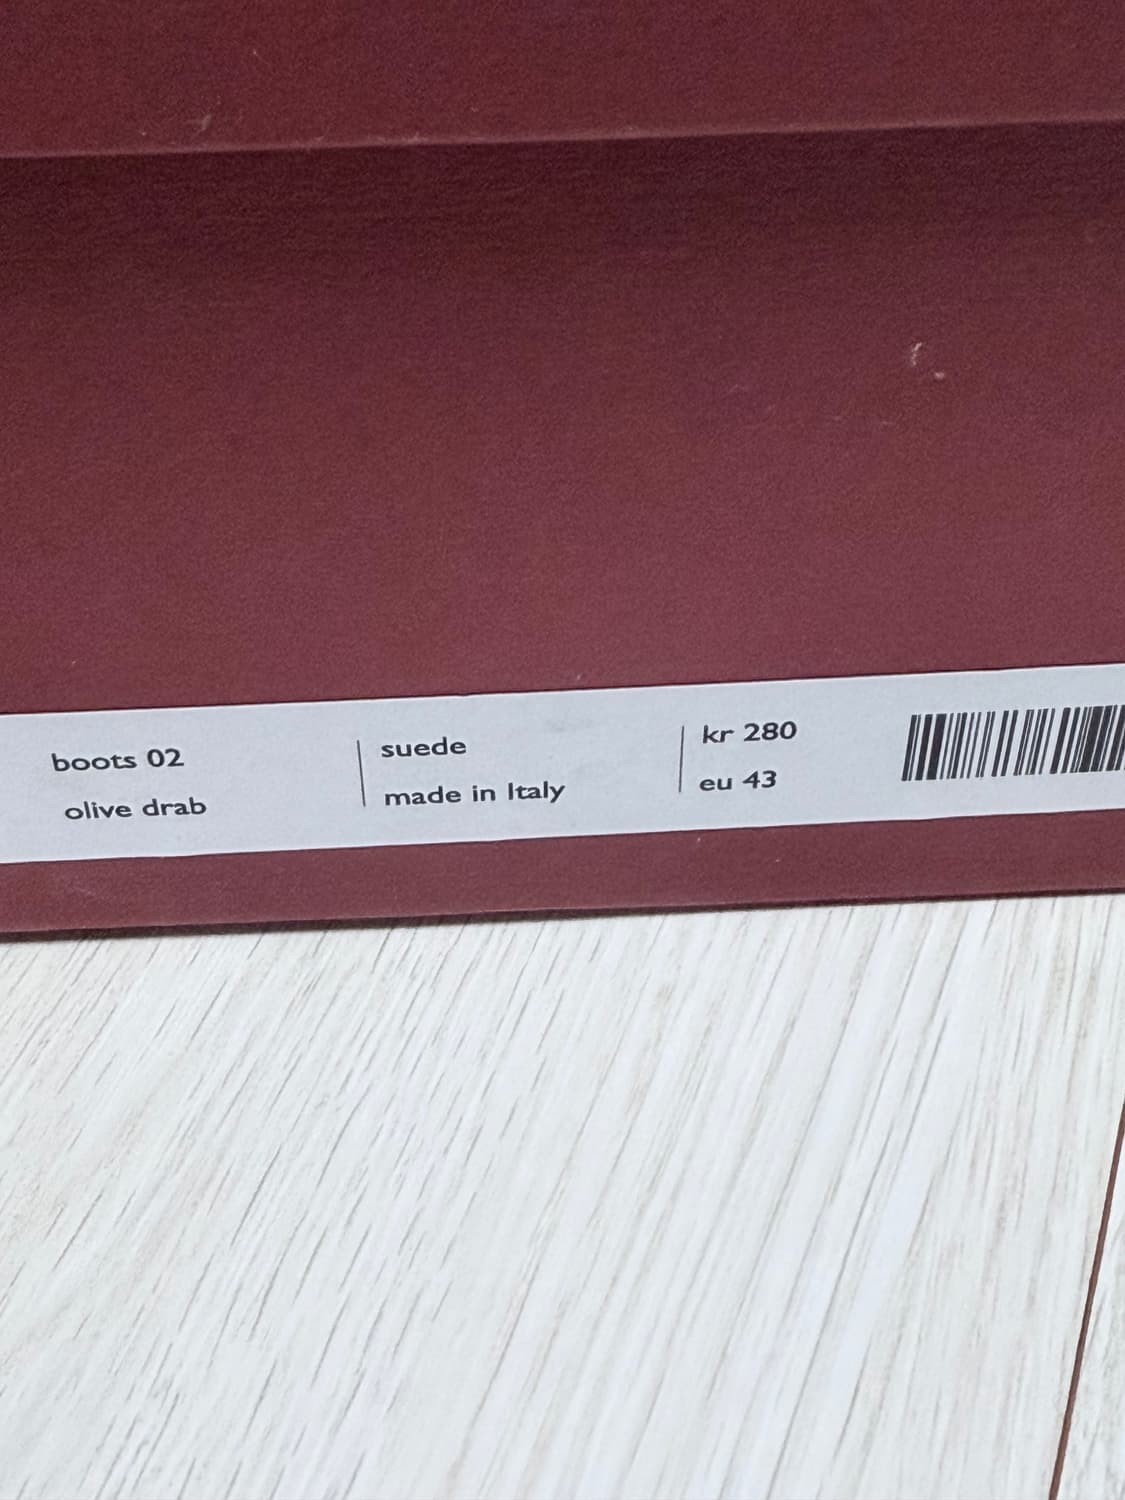 boots 02
olive drab
suede
made in Italy
kr 280
eu 43